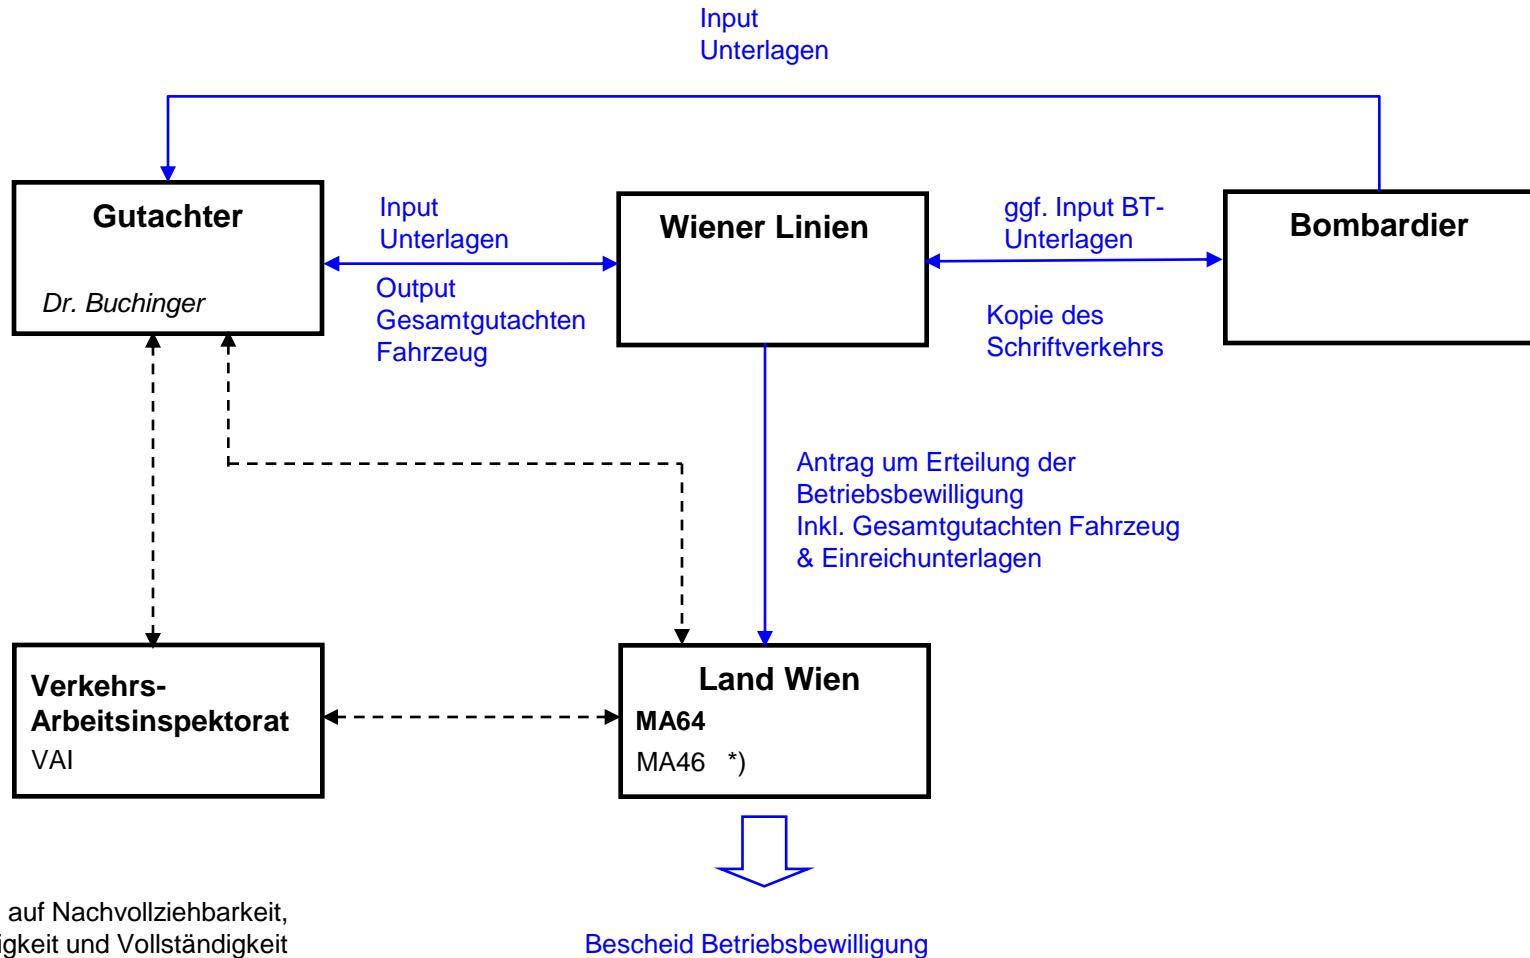 Input
Unterlagen
Gutachter
Dr. Buchinger
Input
Unterlagen
Output
Gesamtgutachten
Fahrzeug
Wiener Linien
ggf. Input BT-
Unterlagen
Kopie des
Schriftverkehrs
Bombardier
Antrag um Erteilung der
Betriebsbewilligung
Inkl. Gesamtgutachten Fahrzeug
& Einreichunterlagen
Verkehrs-
Arbeitsinspektorat
VAI
Land Wien
MA64
MA46 *)
auf Nachvollziehbarkeit,
und Vollständigkeit
Bescheid Betriebsbewilligung